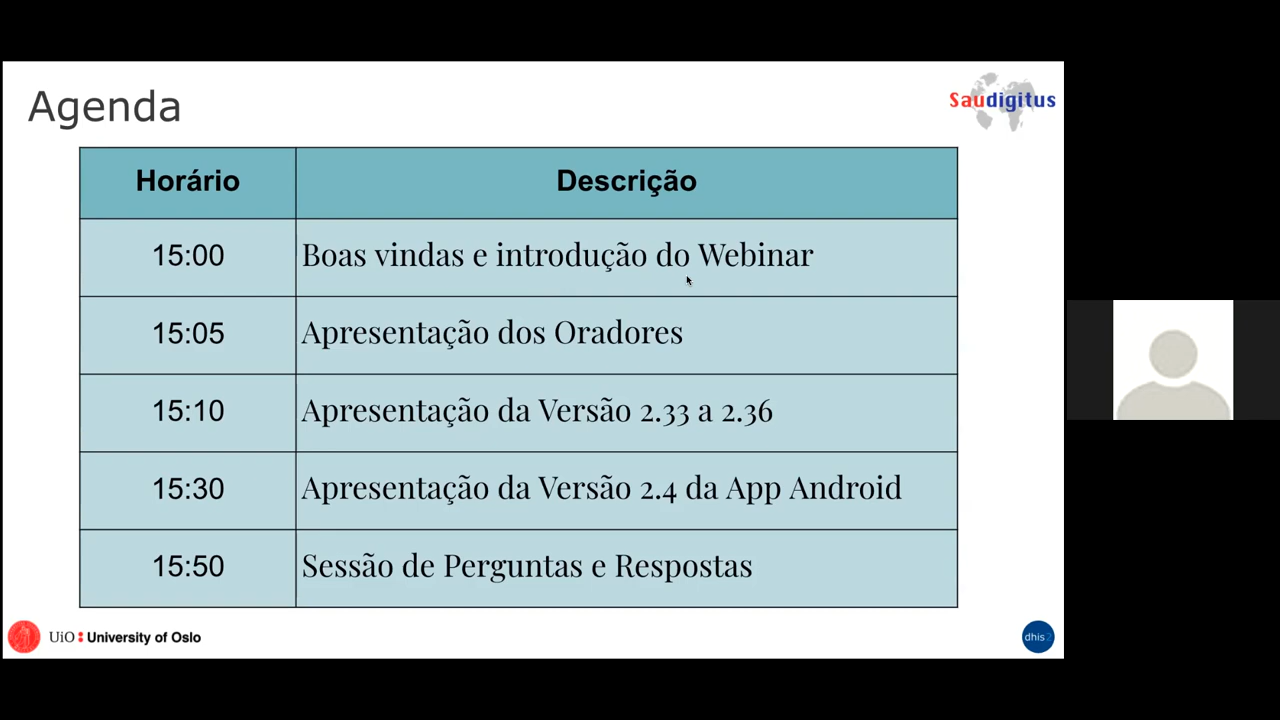 Agenda
Saudigitus
Horário Descrição
15:00 Boas vindas e introdução do Webinar
15:05 Apresentação dos Oradores
15:10 Apresentação da Versão 2.33 a 2.36
15:30 Apresentação da Versão 2.4 da App Android
15:50 Sessão de Perguntas e Respostas
UiO University of Oslo
dhis2